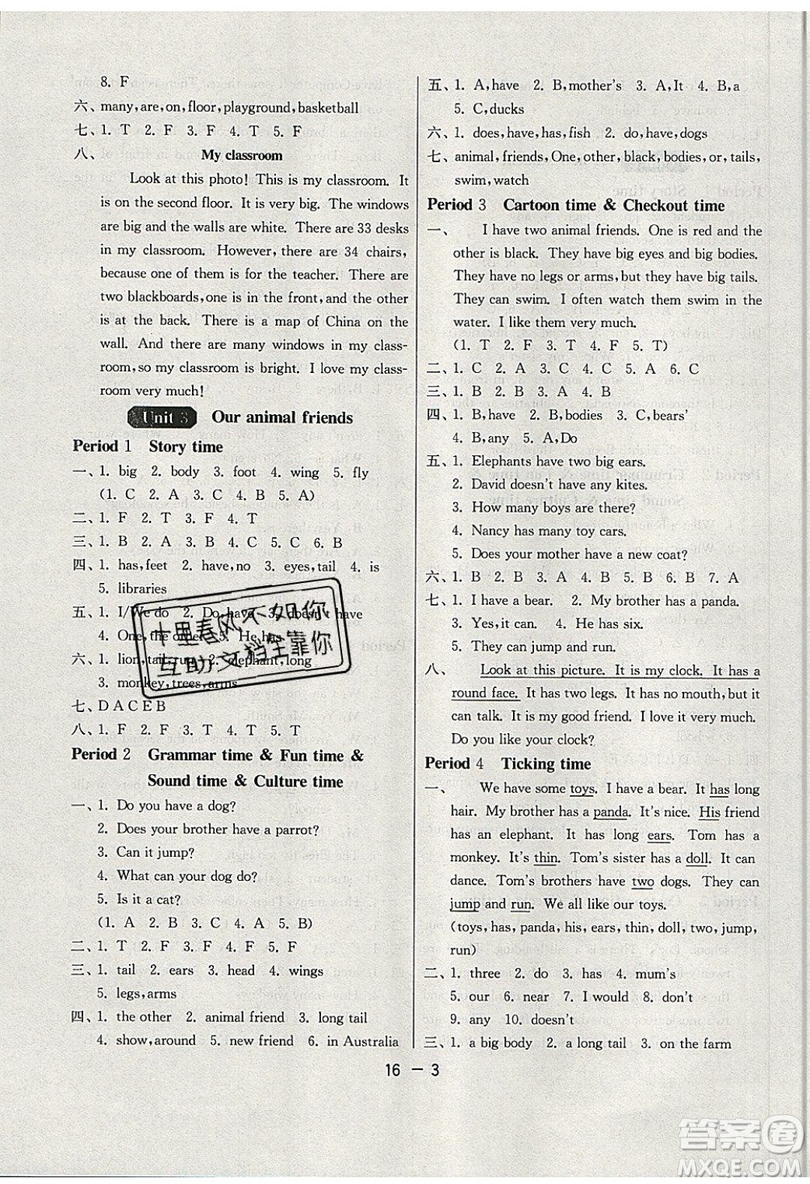 8. F
六、many,are,on,floor,playground,basketball
七、1. T 2. F 3. F 4. T 5. F
八、 My classroom
Look at this photo! This is my classroom. It
is on the second floor. It is very big. The windows
are big and the walls are white. There are 33 desks
in my classroom. However, there are 34 chairs,
because one of them is for the teacher. There are
two blackboards,one is in the front,and the other
is at the back. There is a map of China on the
wall. And there are many windows in my class-
room, so my classroom is bright. I love my class-
room very much!
Unit 3 Our animal friends
Period 1 Story time
一、1. big 2. body 3. foot 4. wing 5. fly
(1. C 2. A 3. C 4. B 5. A)
二、1. F 2. T 3. F 4. T
三、1. B 2. C 3. A 4. B 5. C 6. B
四、1. has,feet 2. have,no 3. eyes,tail 4. is
5. libraries
五、1. I/We do 2. Do,have 3. doesn't have
4. One,the other 5. He has
六、1. lion,tail,run 2. elephant,long
3. monkey,trees,arms
七、D A C E B
八、1. F 2. F 3. F 4. T 5. T
Period 2 Grammar time & Fun time &
Sound time & Culture time
一、1. Do you have a dog?
2. Does your brother have a parrot?
3. Can it jump?
4. What can your dog do?
5. Is it a cat?
(1. A 2. B 3. C 4. A 5. B)
二、1. T 2. F 3. F 4. F 5. F
三、1. tail 2. ears 3. head 4. wings
5. legs,arms
四、1. the other 2. animal friend 3. long tail
4. show,around 5. new friend 6. in Australia
五、1. A,have 2. B,mother's 3. A,It 4. B,a
5. C,ducks
六、1. does,have,has,fish 2. do,have,dogs
七、animal,friends,One,other,black,bodies,or,tails,
swim,watch
Period 3 Cartoon time & Checkout time
一、 I have two animal friends. One is red and the
other is black. They have big eyes and big bodies.
They have no legs or arms,but they have big tails.
They can swim. I often watch them swim in the
water. I like them very much.
(1. T 2. F 3. T 4. F 5. T)
二、1. C 2. A 3. C 4. B 5. A 6. C
三、1. B 2. B 3. A 4. B
四、1. B,have 2. B,bodies 3. C,bears'
4. B,any 5. A,Do
五、1. Elephants have two big ears.
2. David doesn't have any kites.
3. How many boys are there?
4. Nancy has many toy cars.
5. Does your mother have a new coat?
六、1. B 2. A 3. C 4. B 5. C 6. B 7. A
七、1. I have a bear. 2. My brother has a panda.
3. Yes,it can. 4. He has six.
5. They can jump and run.
八、 Look at this picture. It is my clock. It has a
round face. It has two legs. It has no mouth,but it
can talk. It is my good friend. I love it very much.
Do you like your clock?
Period 4 Ticking time
一、 We have some toys. I have a bear. It has long
hair. My brother has a panda. It's nice. His friend
has an elephant. It has long ears. Tom has a
monkey. It's thin. Tom's sister has a doll. It can
dance. Tom's brothers have two dogs. They can
jump and run. We all like our toys.
(toys, has, panda, his, ears, thin, doll, two, jump,
run)
二、1. three 2. do 3. has 4. mum's
5. our 6. near 7. I would 8. don't
9. any 10. doesn't
三、1. a big body 2. a long tail 3. on the farm
16 - 3
十里春风不如你
互助文档全靠你
答案圈
MXQE.COM